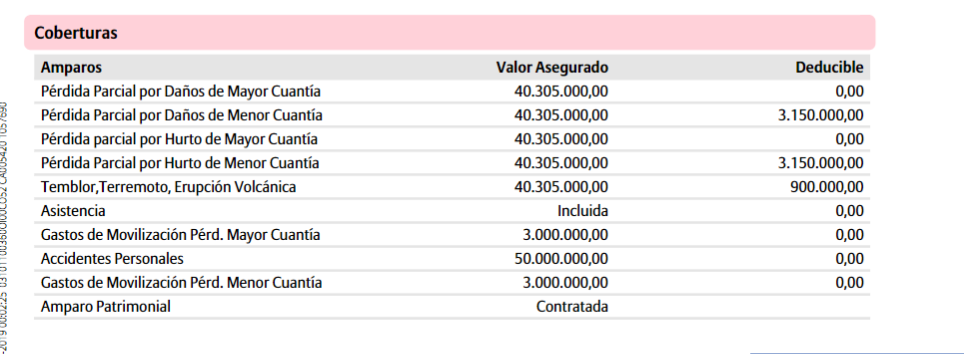 Coberturas
Amparos Valor Asegurado Deducible
Pérdida Parcial por Daños de Mayor Cuantía 40.305.000,00 0,00
Pérdida Parcial por Daños de Menor Cuantía 40.305.000,00 3.150.000,00
Pérdida parcial por Hurto de Mayor Cuantía 40.305.000,00 0,00
Pérdida Parcial por Hurto de Menor Cuantía 40.305.000,00 3.150.000,00
Temblor,Terremoto, Erupción Volcánica 40.305.000,00 900.000,00
Asistencia Incluida 0,00
Gastos de Movilización Pérd. Mayor Cuantía 3.000.000,00 0,00
Accidentes Personales 50.000.000,00 0,00
Gastos de Movilización Pérd. Menor Cuantía 3.000.000,00 0,00
Amparo Patrimonial Contratada